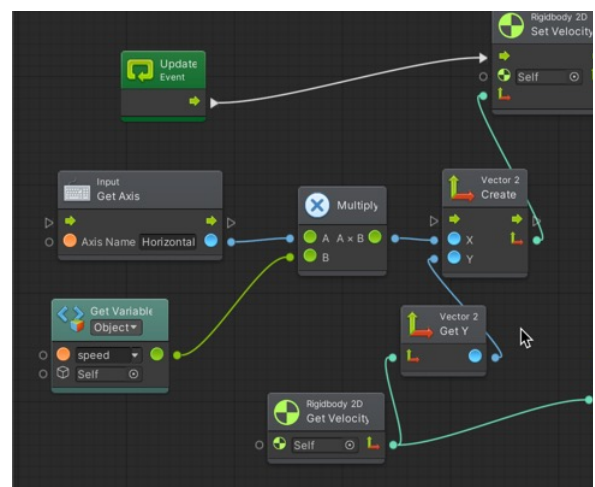 Rigidbody 2D
Set Velocity
Self
Update
Event
Input
Get Axis
Axis Name Horizontal
Multiply
A A × B
B
Vector 2
Create
X
Y
Get Variable
Object
speed
Self
Vector 2
Get Y
Rigidbody 2D
Get Velocity
Self